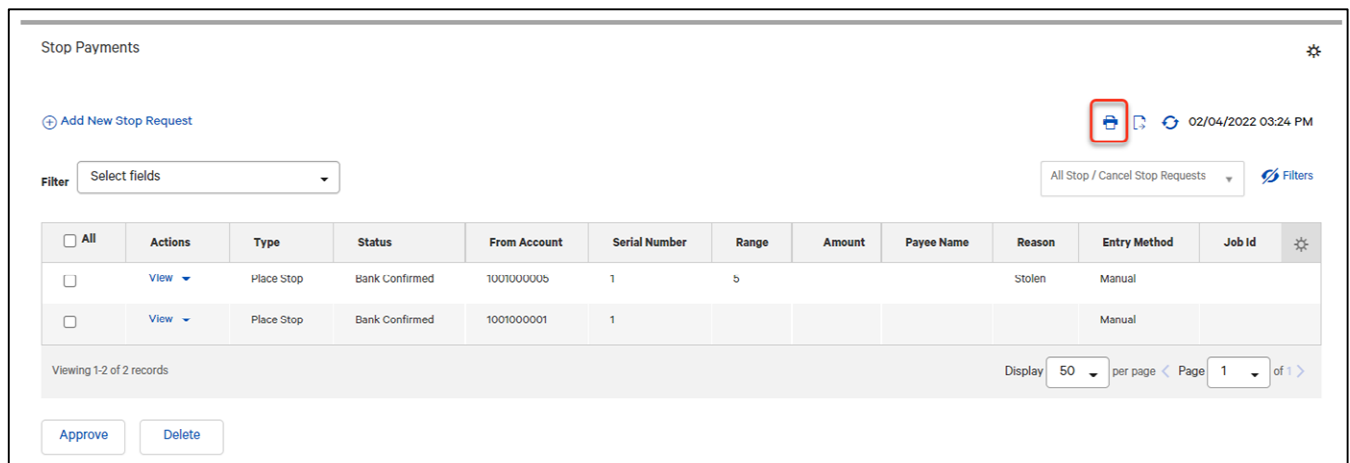 Stop Payments
Add New Stop Request
02/04/2022 03:24 PM
Filter Select fields
All Stop / Cancel Stop Requests Filters
All Actions Type Status From Account Serial Number Range Amount Payee Name Reason Entry Method Job Id
View Place Stop Bank Confirmed 1001000005 1 5 Stolen Manual
View Place Stop Bank Confirmed 1001000001 1 Manual
Viewing 1-2 of 2 records Display 50 per page Page 1 of 1
Approve Delete